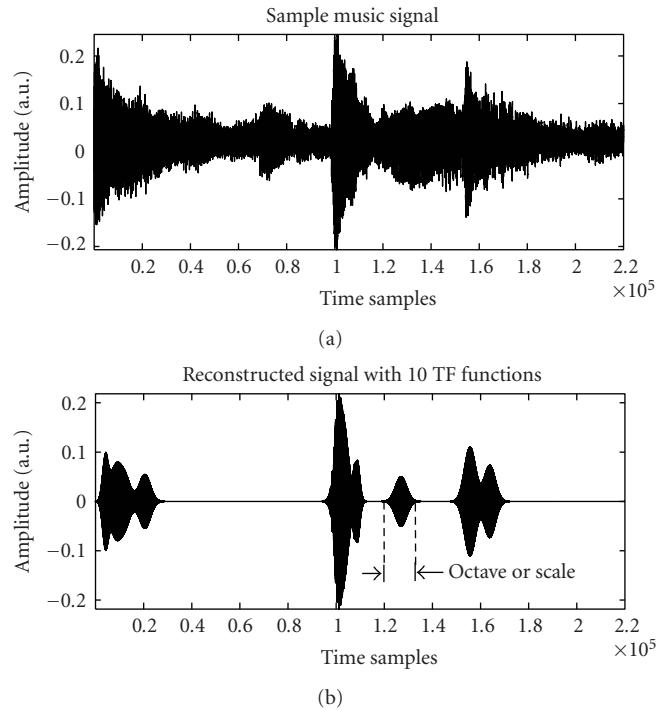 Sample music signal
Amplitude (a.u.)
0.2
0.1
0
−0.1
−0.2
0.2 0.4 0.6 0.8 1 1.2 1.4 1.6 1.8 2 2.2
×10⁵
Time samples
(a)
Reconstructed signal with 10 TF functions
Amplitude (a.u.)
0.2
0.1
0
−0.1
−0.2
Octave or scale
0.2 0.4 0.6 0.8 1 1.2 1.4 1.6 1.8 2 2.2
×10⁵
Time samples
(b)